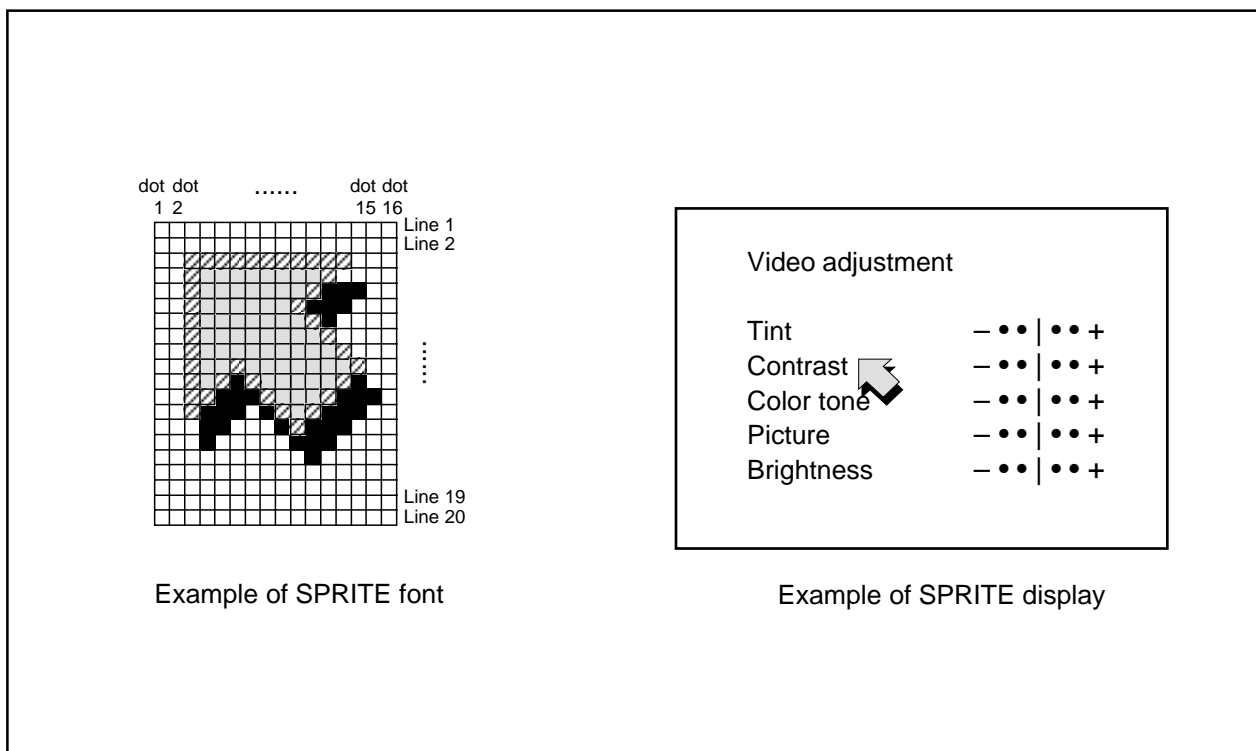 dot dot ...... dot dot
1 2 15 16
Line 1
Line 2
......
Line 19
Line 20
Example of SPRITE font
Video adjustment
Tint – • • | • • +
Contrast – • • | • • +
Color tone – • • | • • +
Picture – • • | • • +
Brightness – • • | • • +
Example of SPRITE display